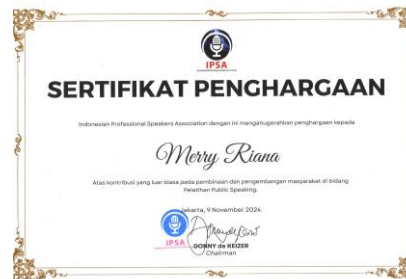 IPSA
SERTIFIKAT PENGHARGAAN
Indonesian Professional Speakers Association dengan ini menganugerahkan penghargaan kepada
Merry Riana
Atas kontribusi yang luar biasa pada pembinaan dan pengembangan masyarakat di bidang
Pelatihan Public Speaking.
Jakarta, 9 November 2024
IPSA
DONNY de KEIZER
Chairman